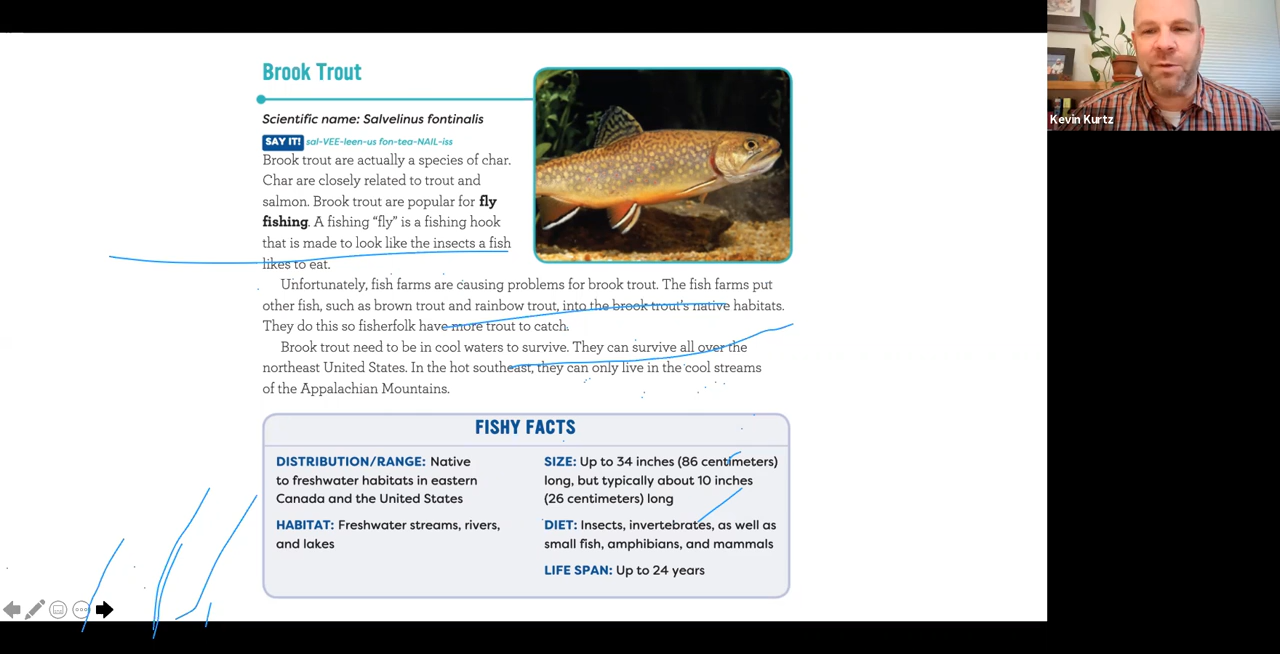 Brook Trout
Scientific name: Salvelinus fontinalis
SAY IT! sal-VEE-leen-us fon-tea-NAIL-iss
Brook trout are actually a species of char.
Char are closely related to trout and
salmon. Brook trout are popular for fly
fishing. A fishing “fly” is a fishing hook
that is made to look like the insects a fish
likes to eat.
Unfortunately, fish farms are causing problems for brook trout. The fish farms put
other fish, such as brown trout and rainbow trout, into the brook trout's native habitats.
They do this so fisherfolk have more trout to catch.
Brook trout need to be in cool waters to survive. They can survive all over the
northeast United States. In the hot southeast, they can only live in the cool streams
of the Appalachian Mountains.
FISHY FACTS
DISTRIBUTION/RANGE: Native
to freshwater habitats in eastern
Canada and the United States
HABITAT: Freshwater streams, rivers,
and lakes
SIZE: Up to 34 inches (86 centimeters)
long, but typically about 10 inches
(26 centimeters) long
DIET: Insects, invertebrates, as well as
small fish, amphibians, and mammals
LIFE SPAN: Up to 24 years
Kevin Kurtz